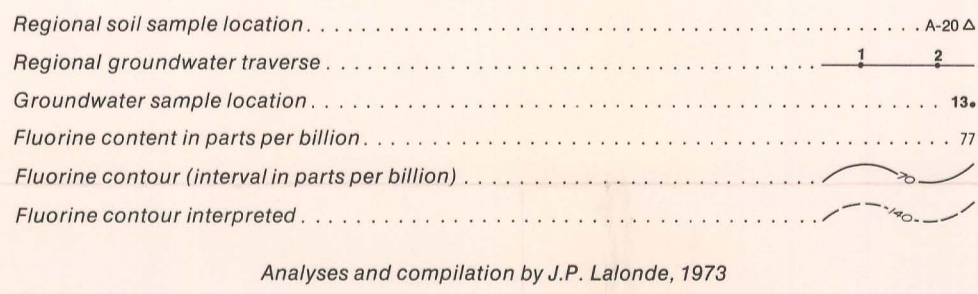 Regional soil sample location. . . . . . . . . . . . . . . . . . . . . . . . . . . . . . . . . . . . . . . . . . . . . A-20 △
Regional groundwater traverse . . . . . . . . . . . . . . . . . . . . . . . . . . . . . . . . . . . 1 2
Groundwater sample location. . . . . . . . . . . . . . . . . . . . . . . . . . . . . . . . . . . . . . . . . . . . . 13.
Fluorine content in parts per billion. . . . . . . . . . . . . . . . . . . . . . . . . . . . . . . . . . . . . . . . . . 77
Fluorine contour (interval in parts per billion) . . . . . . . . . . . . . . . . . . . . . . . . . . 70
Fluorine contour interpreted . . . . . . . . . . . . . . . . . . . . . . . . . . . . . . . . . . . . 140
Analyses and compilation by J.P. Lalonde, 1973